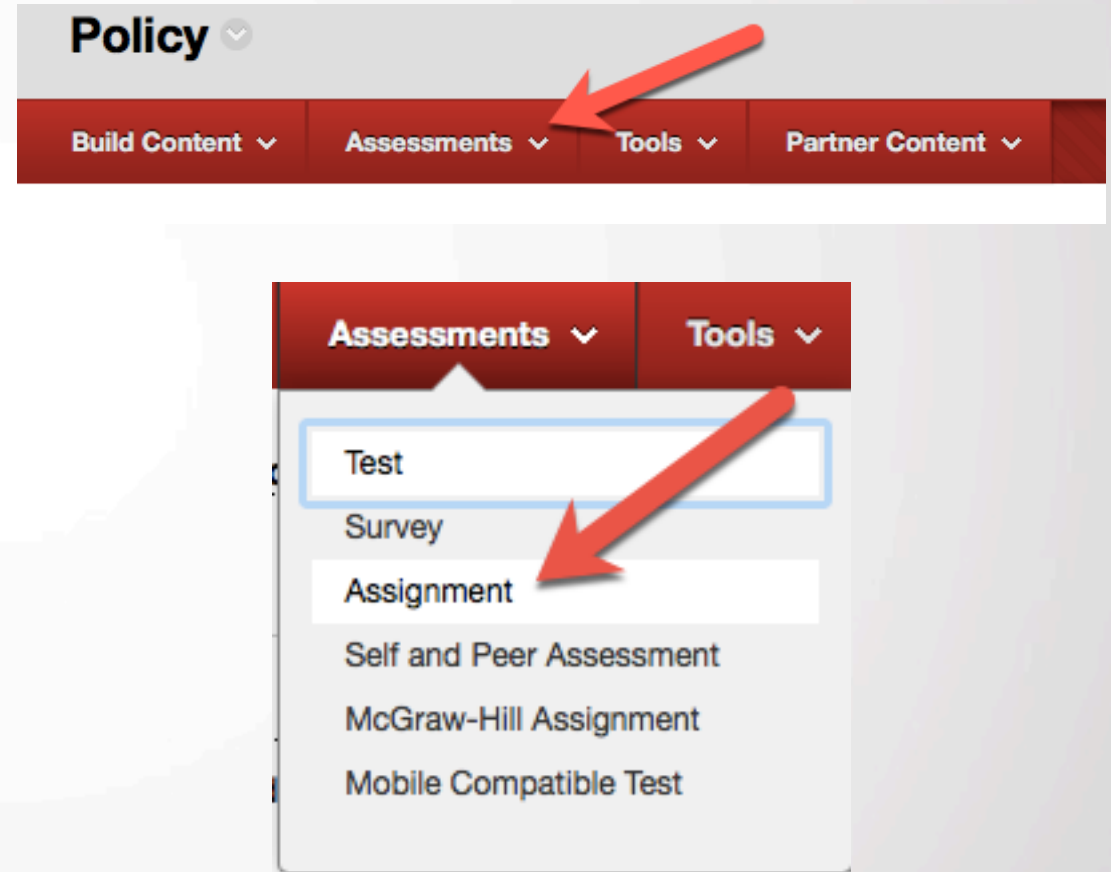 Policy
Build Content Assessments Tools Partner Content
Assessments Tools
Test
Survey
Assignment
Self and Peer Assessment
McGraw-Hill Assignment
Mobile Compatible Test